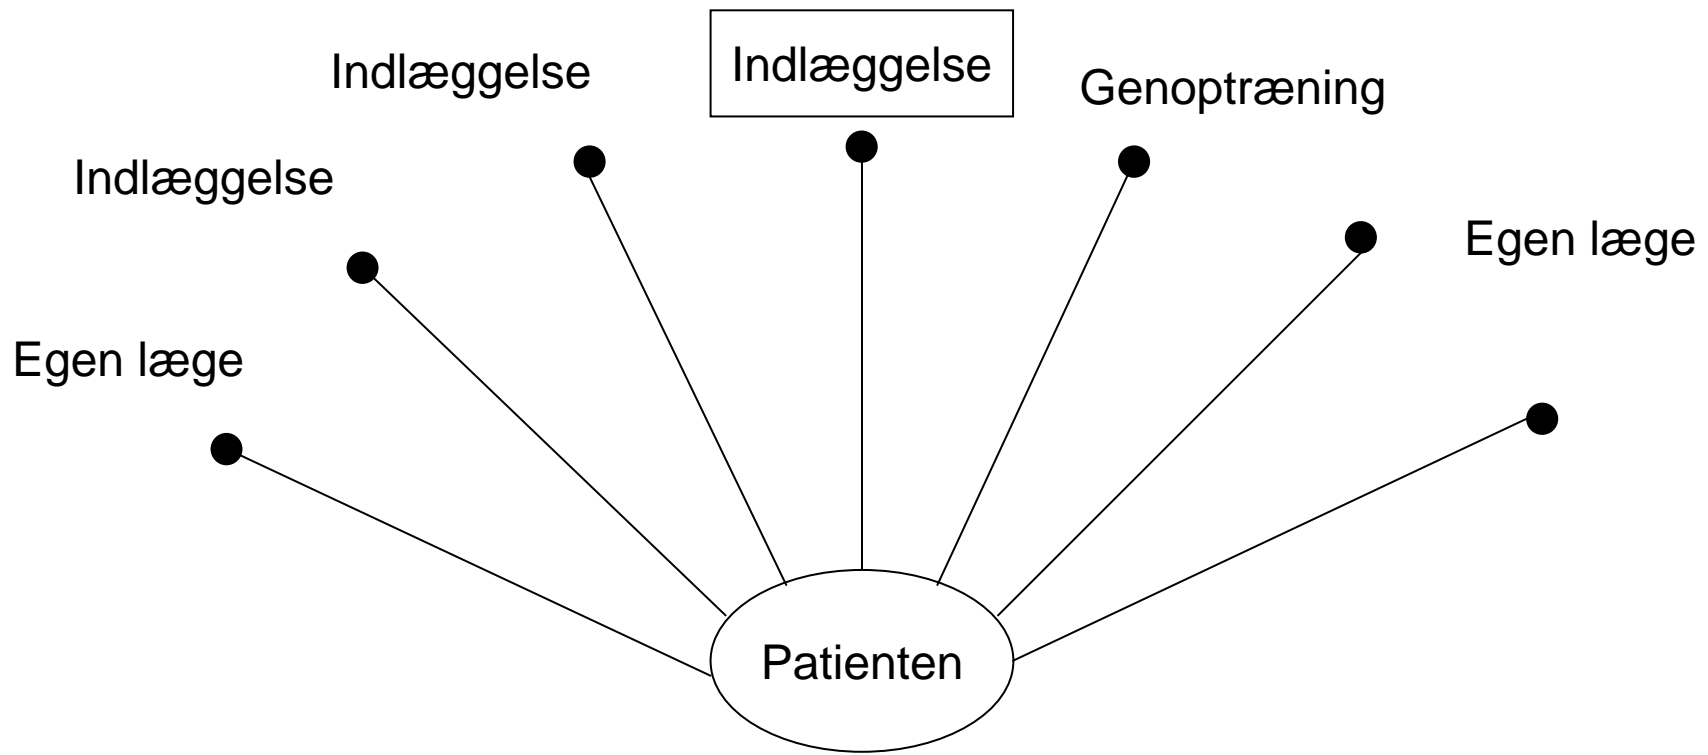 Egen læge
Indlæggelse
Indlæggelse
Indlæggelse
Genoptræning
Egen læge
Patienten